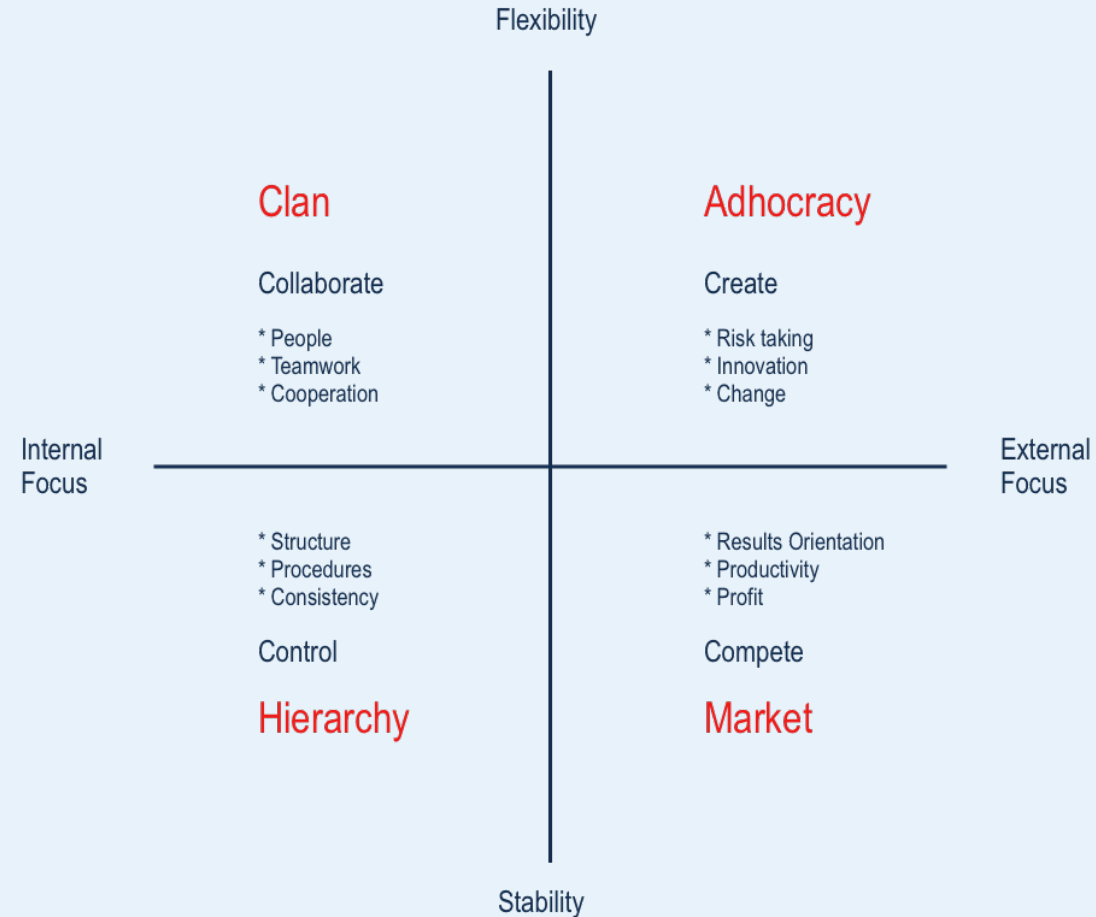 Flexibility
Clan
Collaborate
* People
* Teamwork
* Cooperation
Adhocracy
Create
* Risk taking
* Innovation
* Change
Internal
Focus
External
Focus
* Structure
* Procedures
* Consistency
Control
Hierarchy
* Results Orientation
* Productivity
* Profit
Compete
Market
Stability